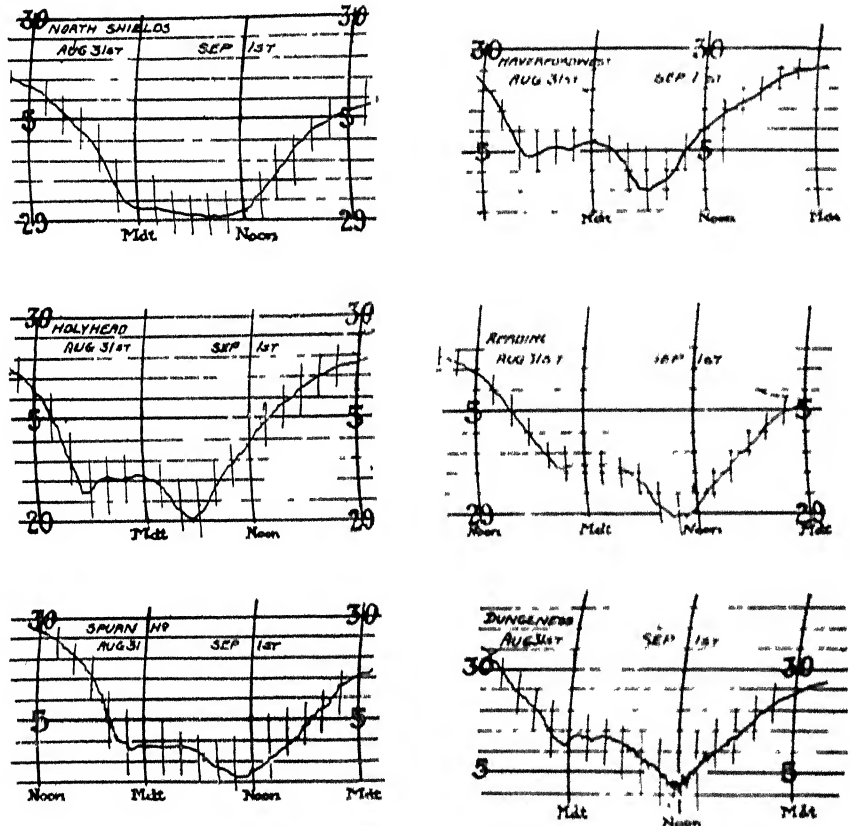 30 30
NORTH SHIELDS
AUG 31ST SEP 1ST
5 5
29 29
Mdt Noon
30 30
HAVERFORDWEST
AUG 31ST SEP 1ST
5 5
Mdt Noon Mdt
30 30
HOLYHEAD
AUG 31ST SEP 1ST
5 5
29 29
Mdt Noon
READING
AUG 31ST SEP 1ST
5 5
29 29
Noon Mdt Noon Mdt
30 30
SPURN HD
AUG 31 SEP 1ST
5 5
Noon Mdt Noon Mdt
DUNGENESS
AUG 31ST SEP 1ST
30 30
5 5
Mdt Noon Mdt